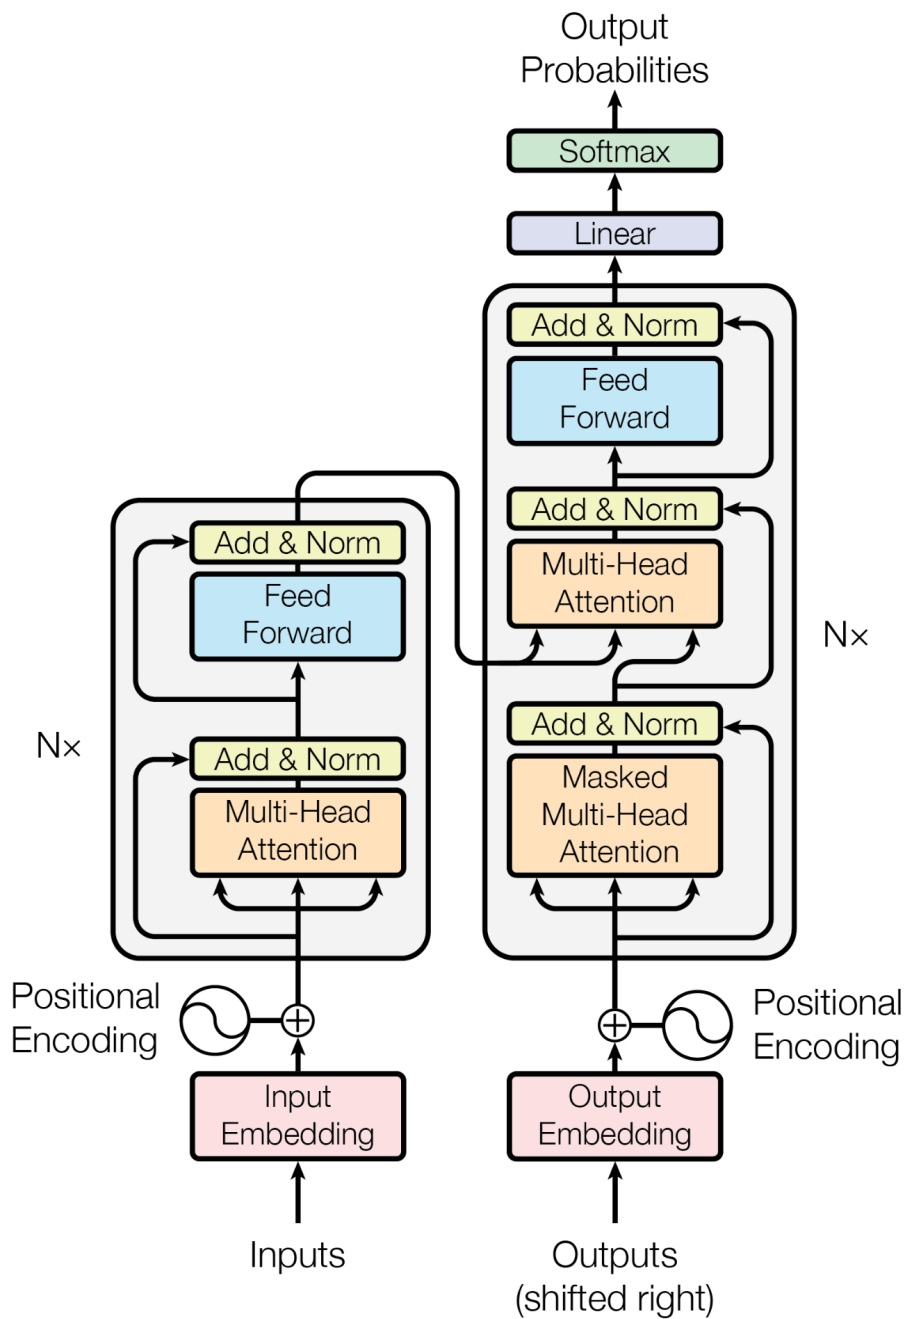 Output
Probabilities
Softmax
Linear
Add & Norm
Feed
Forward
Add & Norm
Multi-Head
Attention
Add & Norm
Masked
Multi-Head
Attention
Nx
Add & Norm
Feed
Forward
Add & Norm
Multi-Head
Attention
Nx
Positional
Encoding
Positional
Encoding
Input
Embedding
Output
Embedding
Inputs
Outputs
(shifted right)